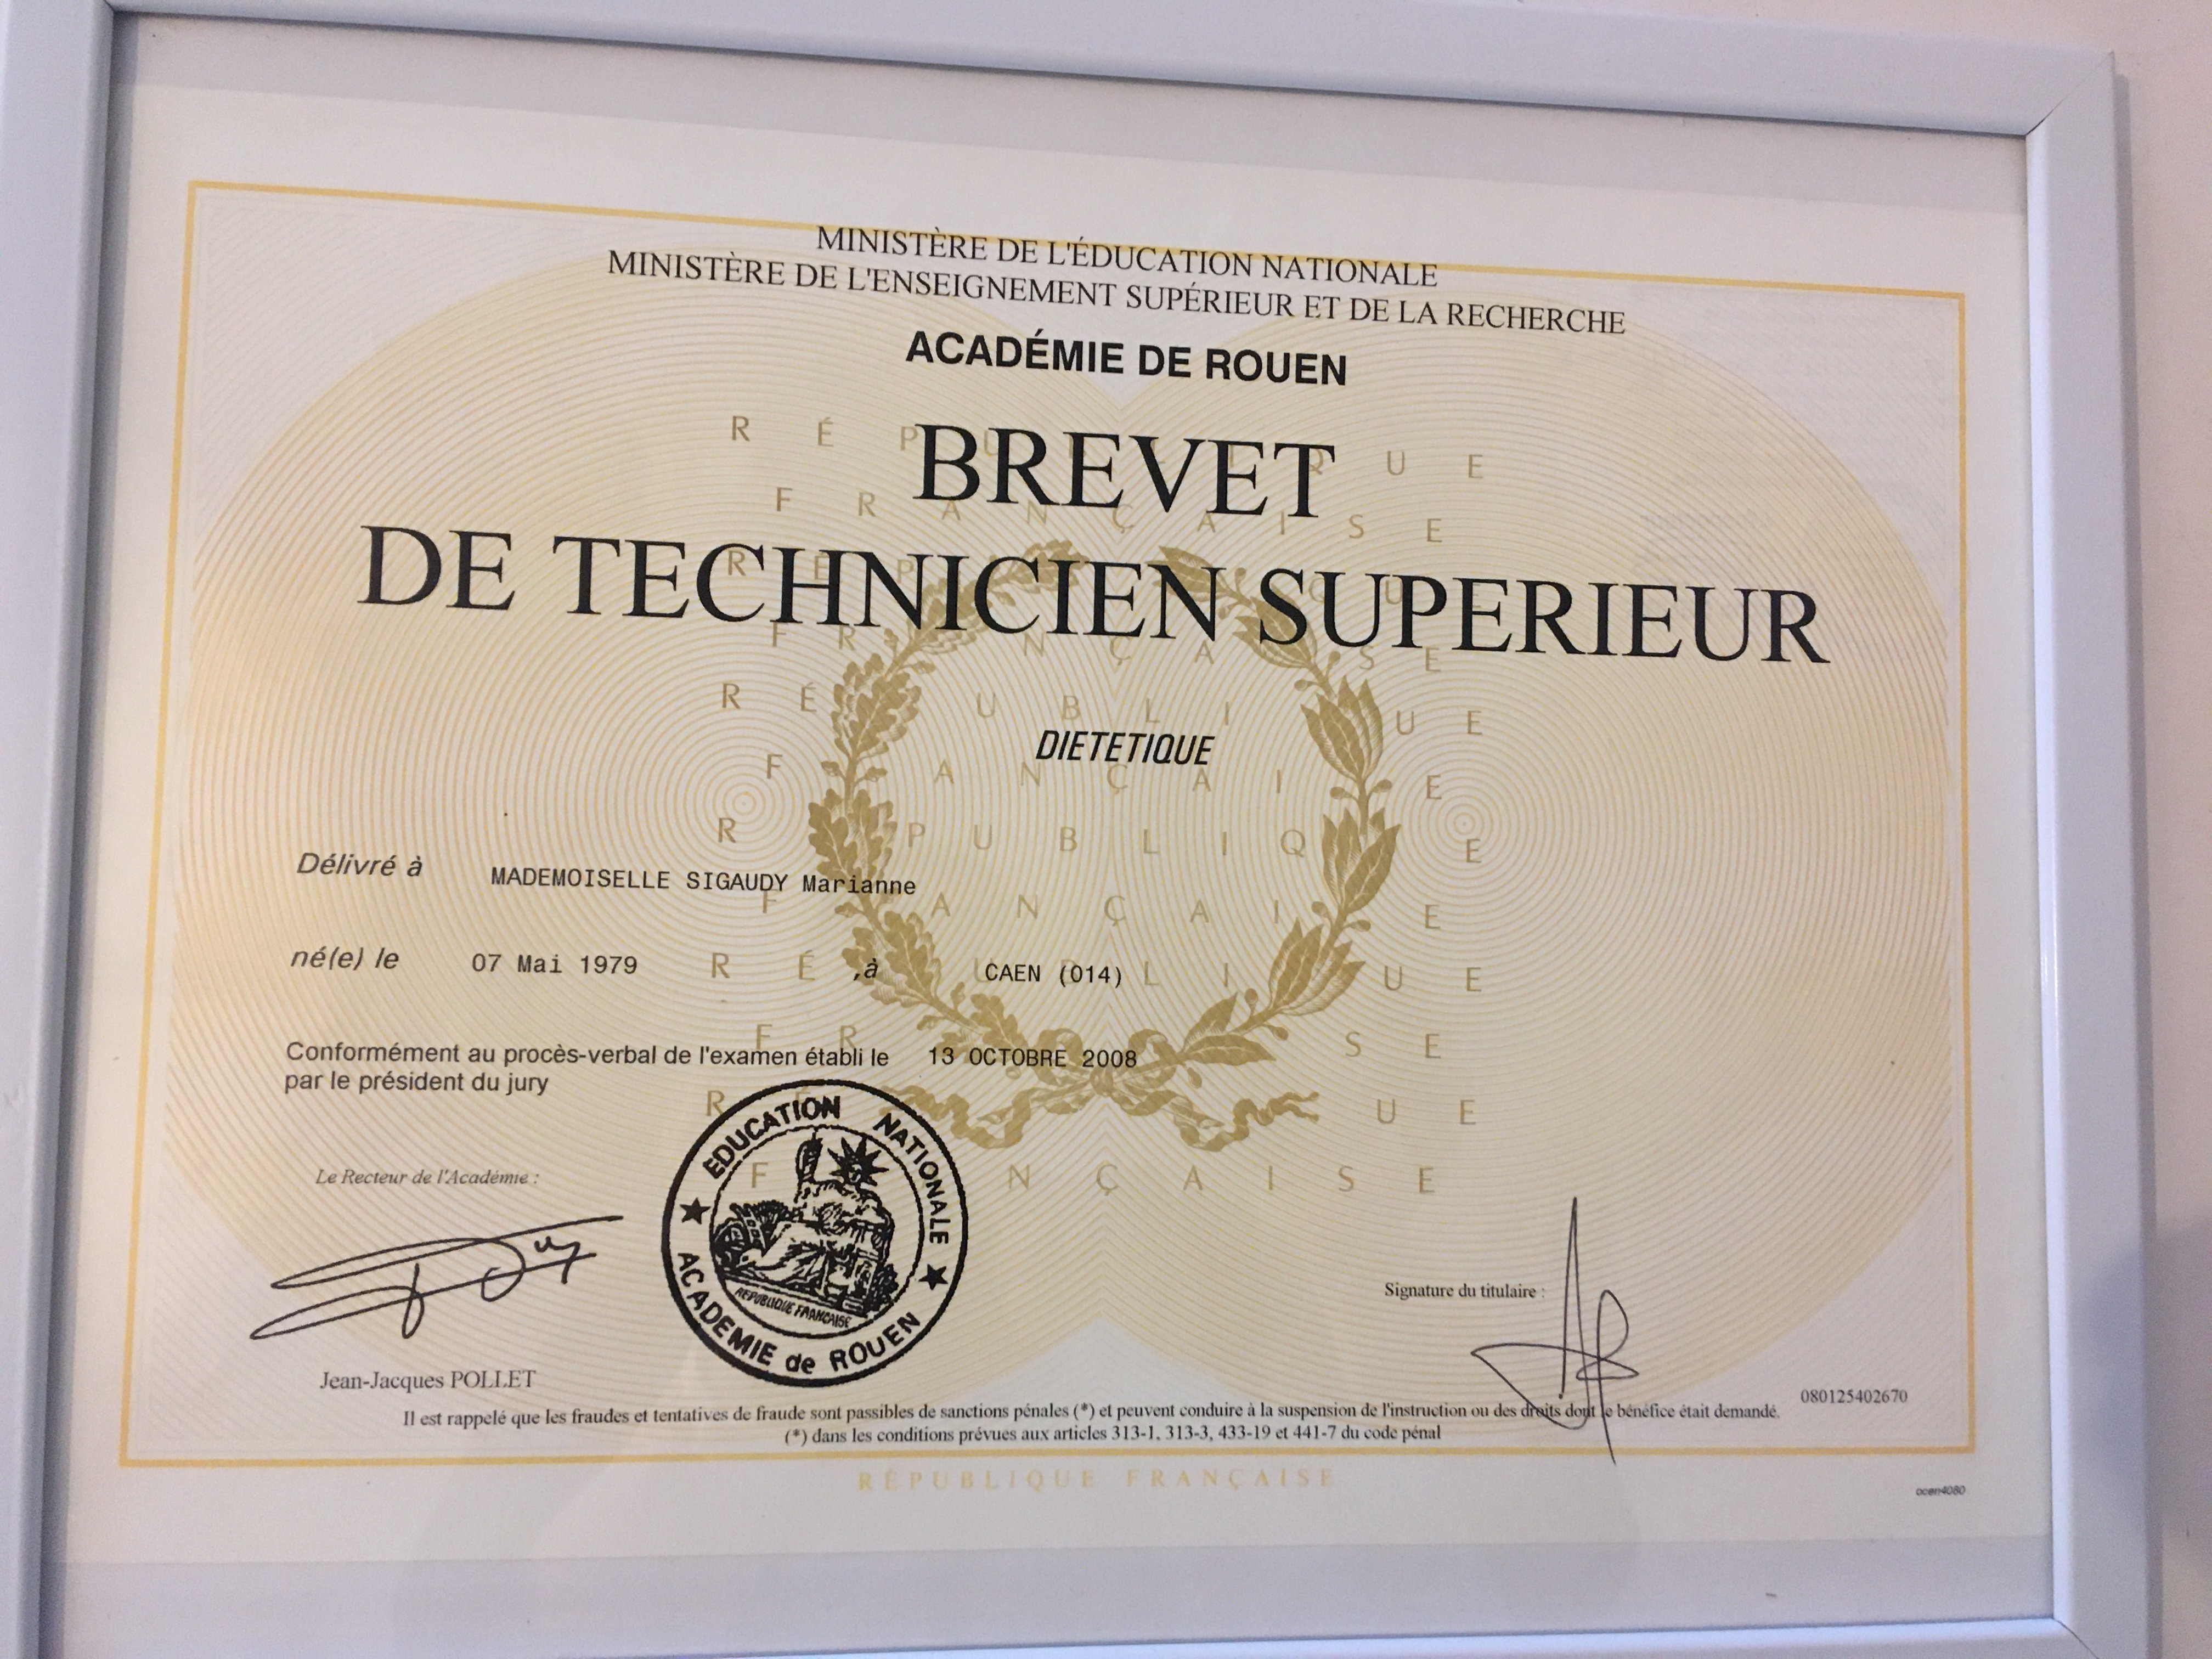 MINISTÈRE DE L'ÉDUCATION NATIONALE
MINISTÈRE DE L'ENSEIGNEMENT SUPÉRIEUR ET DE LA RECHERCHE
ACADÉMIE DE ROUEN
BREVET
DE TECHNICIEN SUPERIEUR
DIETETIQUE
Délivré à MADEMOISELLE SIGAUDY Marianne
né(e) le 07 Mai 1979 ,à CAEN (014)
Conformément au procès-verbal de l'examen établi le 13 OCTOBRE 2008
par le président du jury
Le Recteur de l'Académie :
EDUCATION NATIONALE
ACADEMIE de ROUEN
REPUBLIQUE FRANÇAISE
Signature du titulaire :
Jean-Jacques POLLET
080125402670
Il est rappelé que les fraudes et tentatives de fraude sont passibles de sanctions pénales (*) et peuvent conduire à la suspension de l'instruction ou des droits dont le bénéfice était demandé.
(*) dans les conditions prévues aux articles 313-1, 313-3, 433-19 et 441-7 du code pénal
RÉPUBLIQUE FRANÇAISE